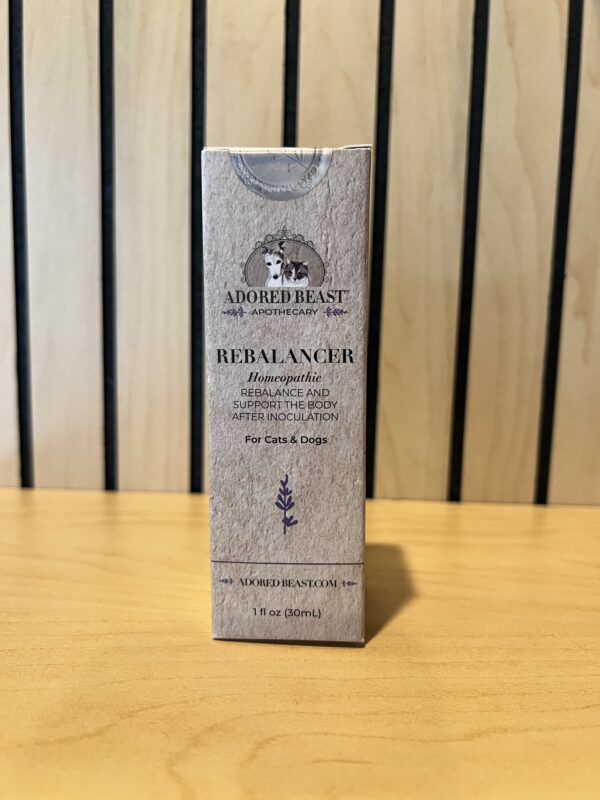 ADORED BEAST
APOTHECARY
REBALANCER
Homeopathic
REBALANCE AND
SUPPORT THE BODY
AFTER INOCULATION
For Cats & Dogs
ADOREDBEAST.COM
1 fl oz (30mL)